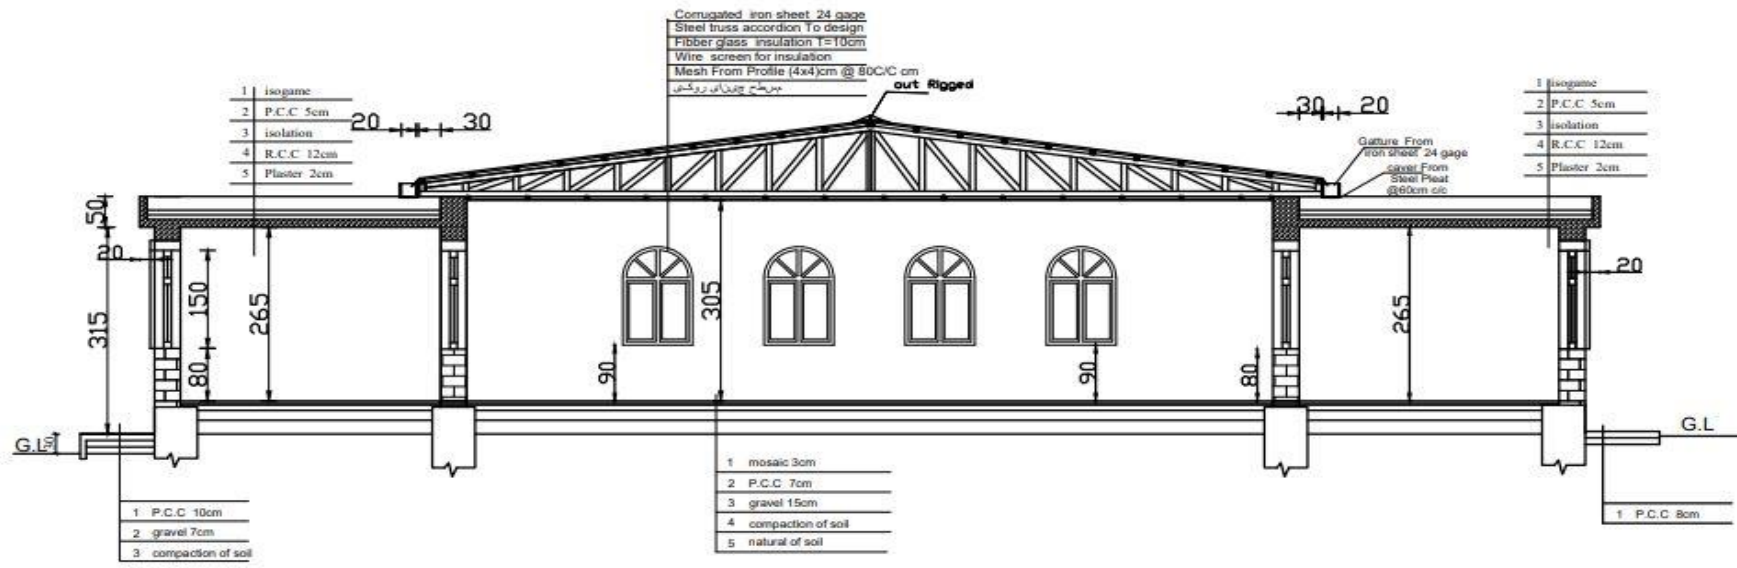 Corrugated iron sheet 24 gage
Steel truss accordion To design
Fibber glass insulation T=10cm
Wire screen for insulation
Mesh From Profile (4x4)cm @ 80C/C cm
out Rigged
1 isogame
2 P.C.C 5cm
3 isolation
4 R.C.C 12cm
5 Plaster 2cm
20 30
30 20
1 isogame
2 P.C.C 5cm
3 isolation
4 R.C.C 12cm
5 Plaster 2cm
Gatture From
iron sheet 24 gage
caver From
Steel Pleat
@60cm c/c
50
20
315
150
80
265
305
90
90
80
265
20
G.L
30
G.L
1 mosaic 3cm
2 P.C.C 7cm
3 gravel 15cm
4 compaction of soil
5 natural of soil
1 P.C.C 10cm
2 gravel 7cm
3 compaction of soil
1 P.C.C 8cm